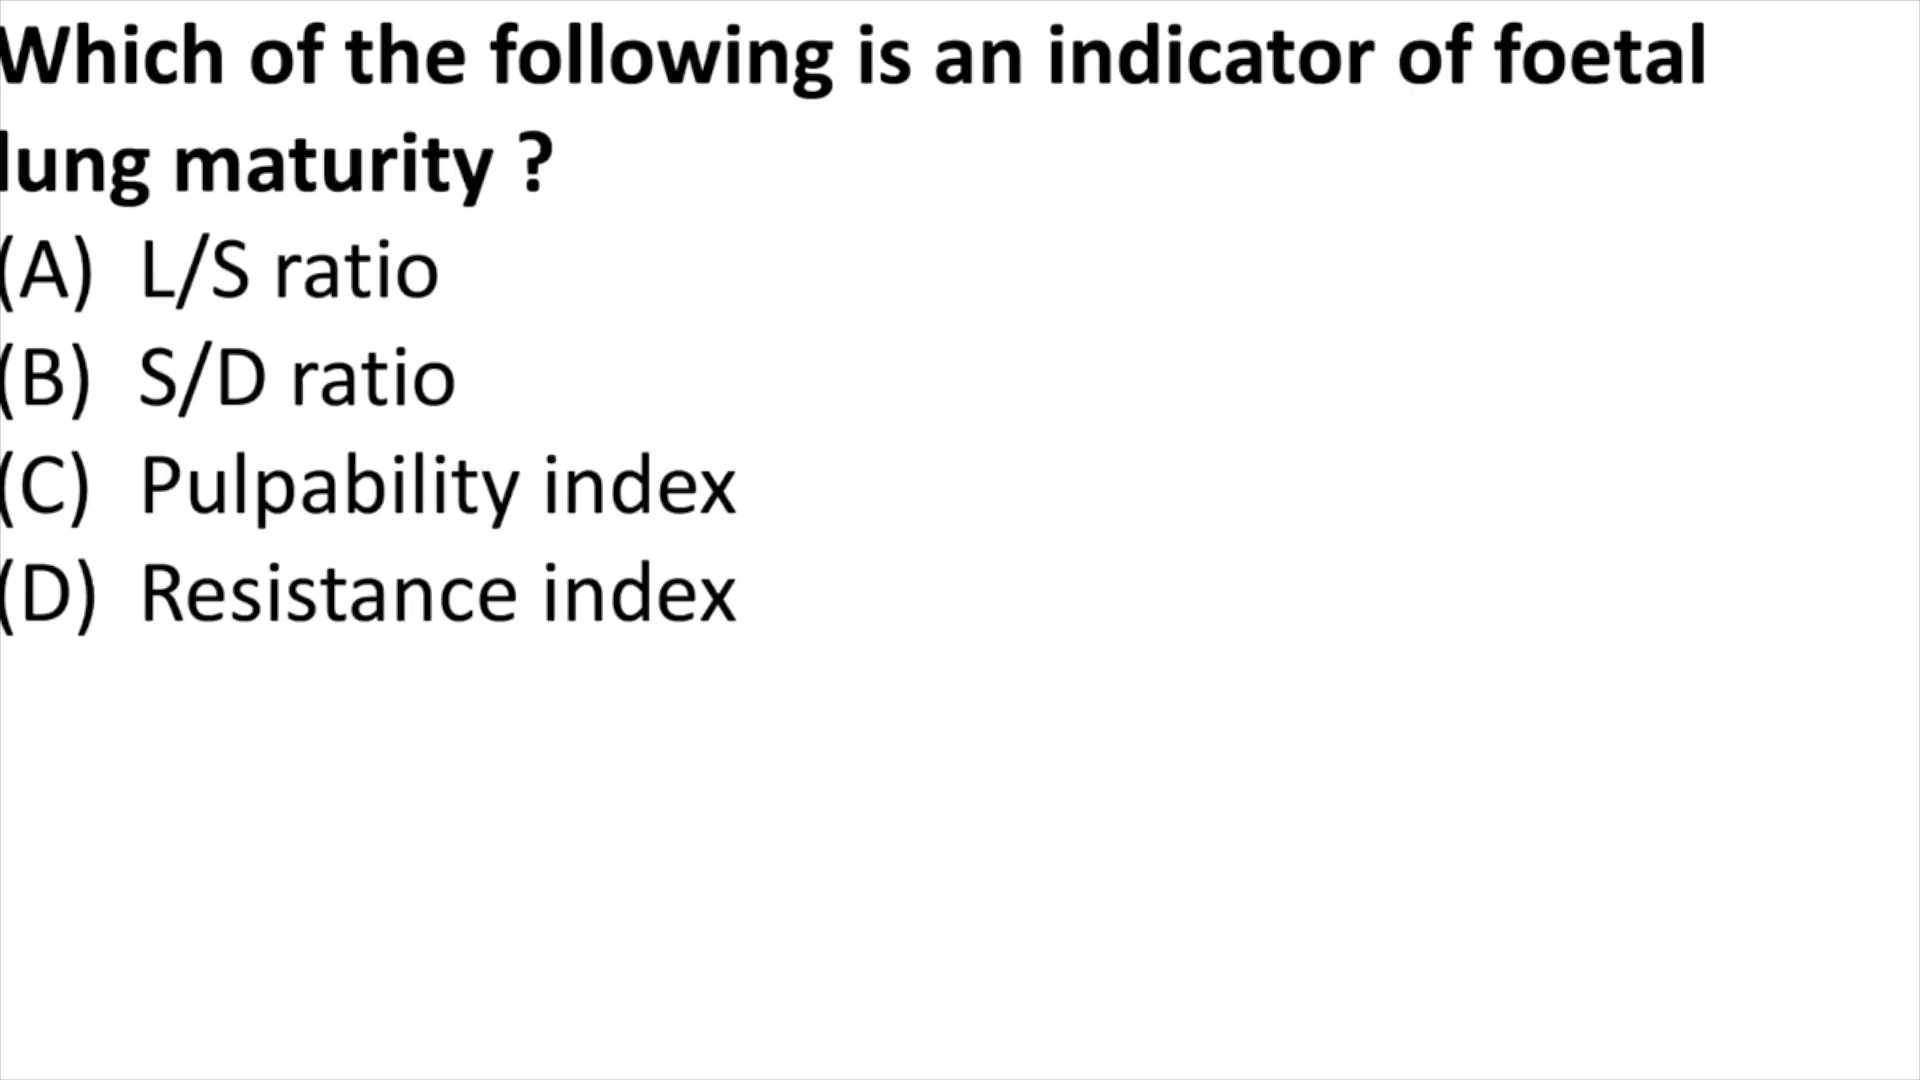 Which of the following is an indicator of foetal
lung maturity ?
(A) L/S ratio
(B) S/D ratio
(C) Pulpability index
(D) Resistance index